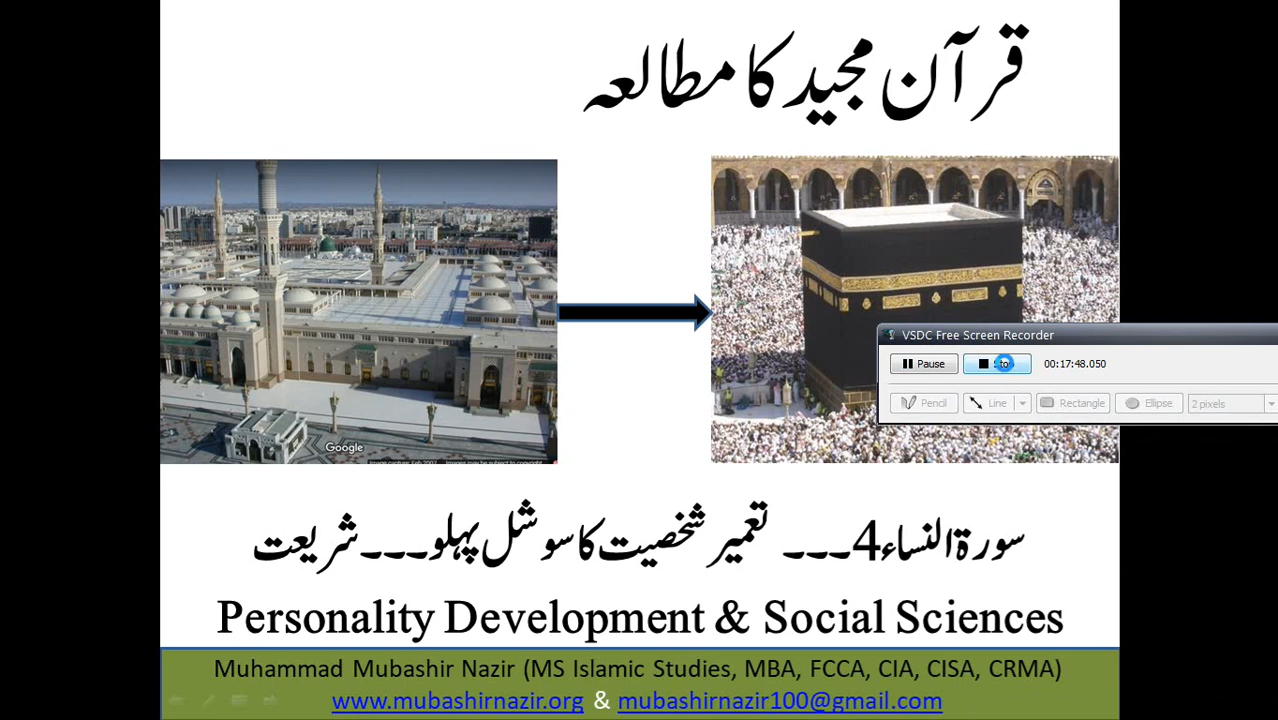 قرآن مجید کا مطالعہ
Google
VSDC Free Screen Recorder
Pause
00:17:48.050
Pencil
Line
Rectangle
Ellipse
2 pixels
سورۃ النساء 4۔۔۔ تعمیر شخصیت کا سوشل پہلو۔۔۔شریعت
Personality Development & Social Sciences
Muhammad Mubashir Nazir (MS Islamic Studies, MBA, FCCA, CIA, CISA, CRMA)
www.mubashirnazir.org & mubashirnazir100@gmail.com